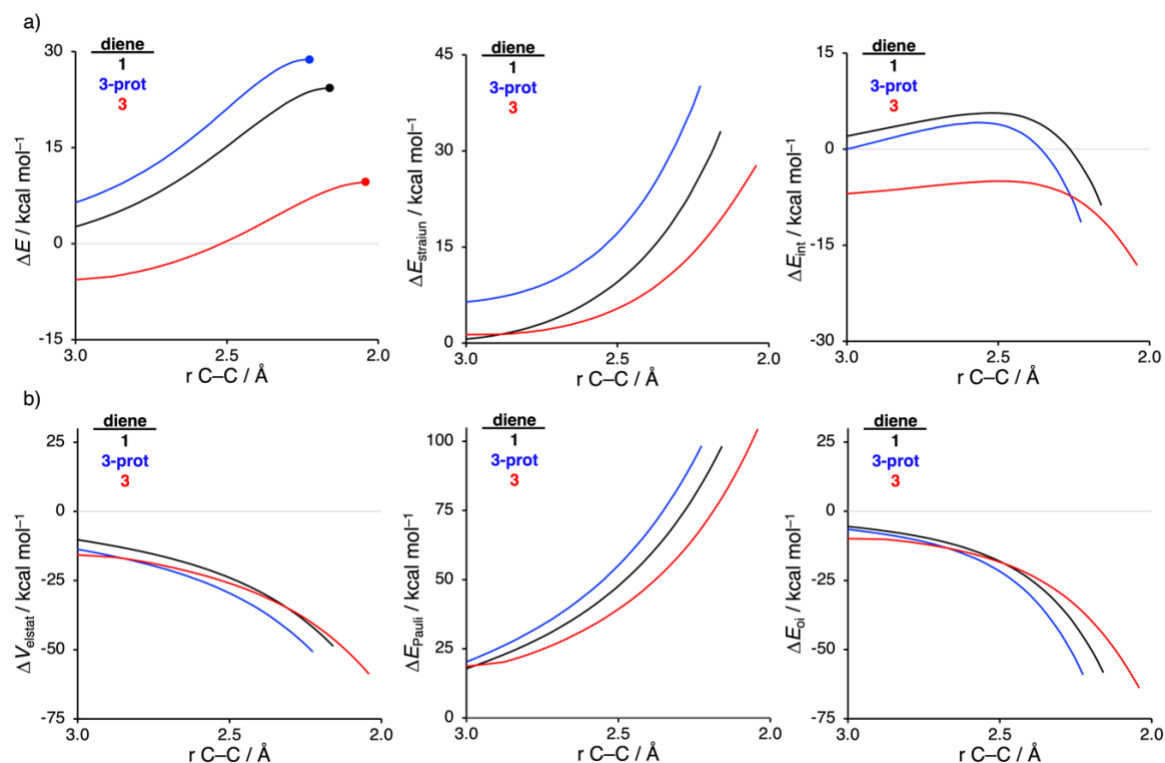 a)
diene
1
3-prot
3
30
15
0
-15
ΔE / kcal mol⁻¹
3.0 2.5 2.0
r C–C / Å
diene
1
3-prot
3
45
30
15
0
ΔE_straiun / kcal mol⁻¹
3.0 2.5 2.0
r C–C / Å
diene
1
3-prot
3
15
0
-15
-30
ΔE_int / kcal mol⁻¹
3.0 2.5 2.0
r C–C / Å
b)
diene
1
3-prot
3
25
0
-25
-50
-75
ΔV_elstat / kcal mol⁻¹
3.0 2.5 2.0
r C–C / Å
diene
1
3-prot
3
100
75
50
25
0
ΔE_Pauli / kcal mol⁻¹
3.0 2.5 2.0
r C–C / Å
diene
1
3-prot
3
25
0
-25
-50
-75
ΔE_oi / kcal mol⁻¹
3.0 2.5 2.0
r C–C / Å